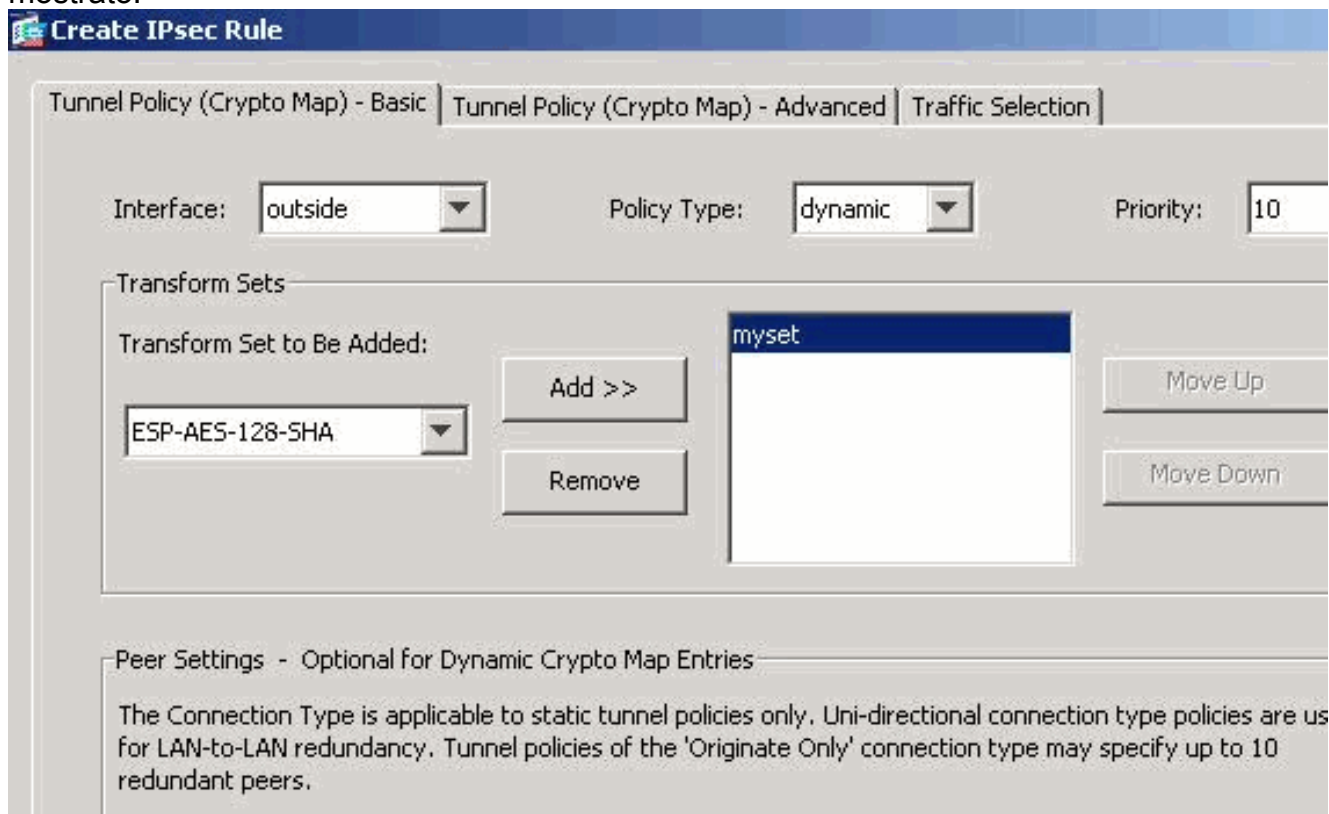 mostrato.
Create IPsec Rule
Tunnel Policy (Crypto Map) - Basic Tunnel Policy (Crypto Map) - Advanced Traffic Selection
Interface: outside Policy Type: dynamic Priority: 10
Transform Sets
Transform Set to Be Added:
myset
Add >> Move Up
ESP-AES-128-SHA
Remove Move Down
Peer Settings - Optional for Dynamic Crypto Map Entries
The Connection Type is applicable to static tunnel policies only. Uni-directional connection type policies are us
for LAN-to-LAN redundancy. Tunnel policies of the 'Originate Only' connection type may specify up to 10
redundant peers.